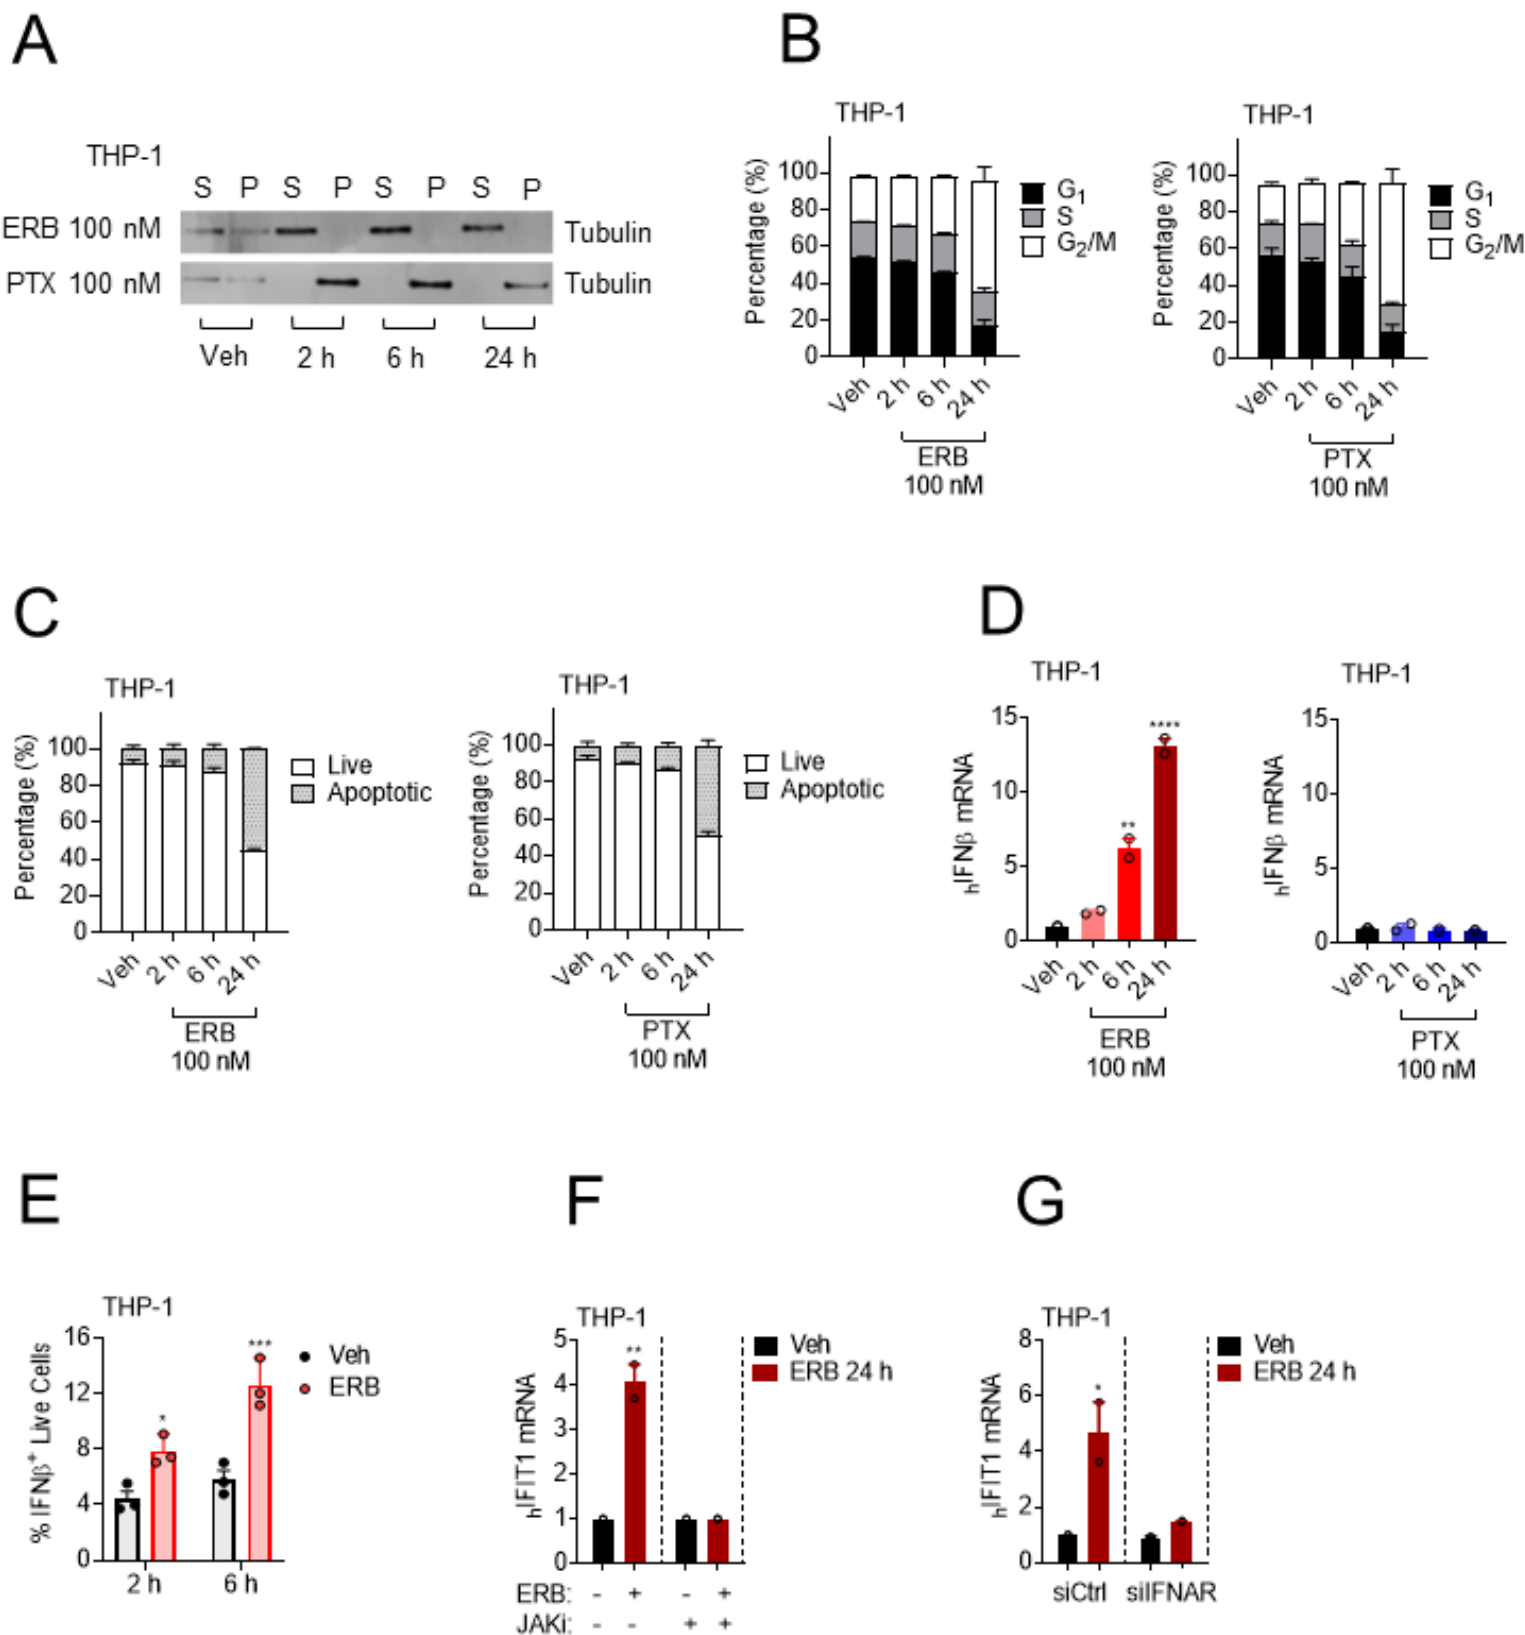 A
THP-1
S P S P S P S P
ERB 100 nM Tubulin
PTX 100 nM Tubulin
Veh 2 h 6 h 24 h
B
THP-1
Percentage (%)
100
80
60
40
20
0
Veh 2 h 6 h 24 h
ERB
100 nM
G1
S
G2/M
THP-1
Percentage (%)
100
80
60
40
20
0
Veh 2 h 6 h 24 h
PTX
100 nM
G1
S
G2/M
C
THP-1
Percentage (%)
100
80
60
40
20
0
Veh 2 h 6 h 24 h
ERB
100 nM
Live
Apoptotic
THP-1
Percentage (%)
100
80
60
40
20
0
Veh 2 h 6 h 24 h
PTX
100 nM
Live
Apoptotic
D
THP-1
hIFNβ mRNA
15
10
5
0
**
****
Veh 2 h 6 h 24 h
ERB
100 nM
THP-1
hIFNβ mRNA
15
10
5
0
Veh 2 h 6 h 24 h
PTX
100 nM
E
THP-1
% IFNβ+ Live Cells
16
12
8
4
0
*
***
2 h 6 h
Veh
ERB
F
THP-1
hIFIT1 mRNA
5
4
3
2
1
0
**
Veh
ERB 24 h
ERB: - + - +
JAKi: - - + +
G
THP-1
hIFIT1 mRNA
8
6
4
2
0
*
Veh
ERB 24 h
siCtrl siIFNAR